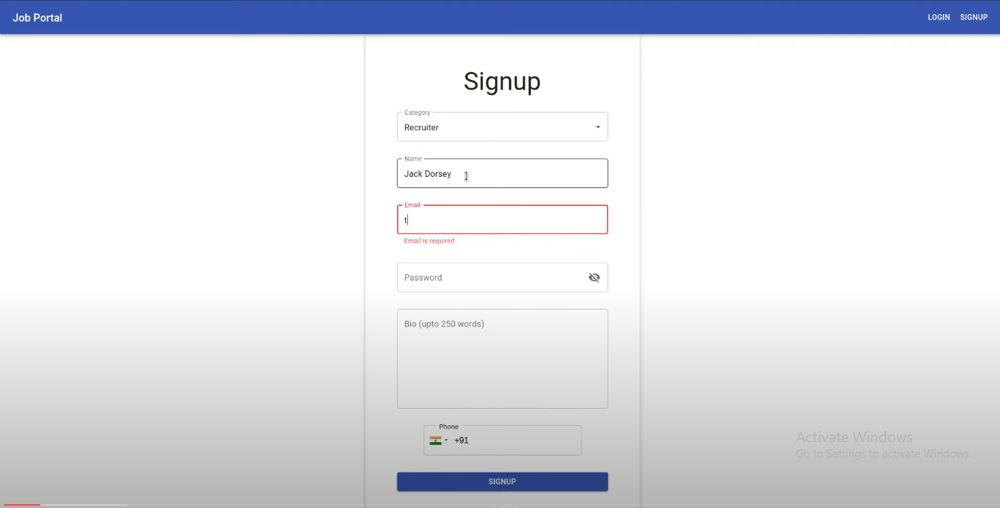 Job Portal
LOGIN SIGNUP
Signup
Category
Recruiter
Name
Jack Dorsey
Email
t
Email is required
Password
Bio (upto 250 words)
Phone
+91
Activate Windows
Go to Settings to activate Windows.
SIGNUP